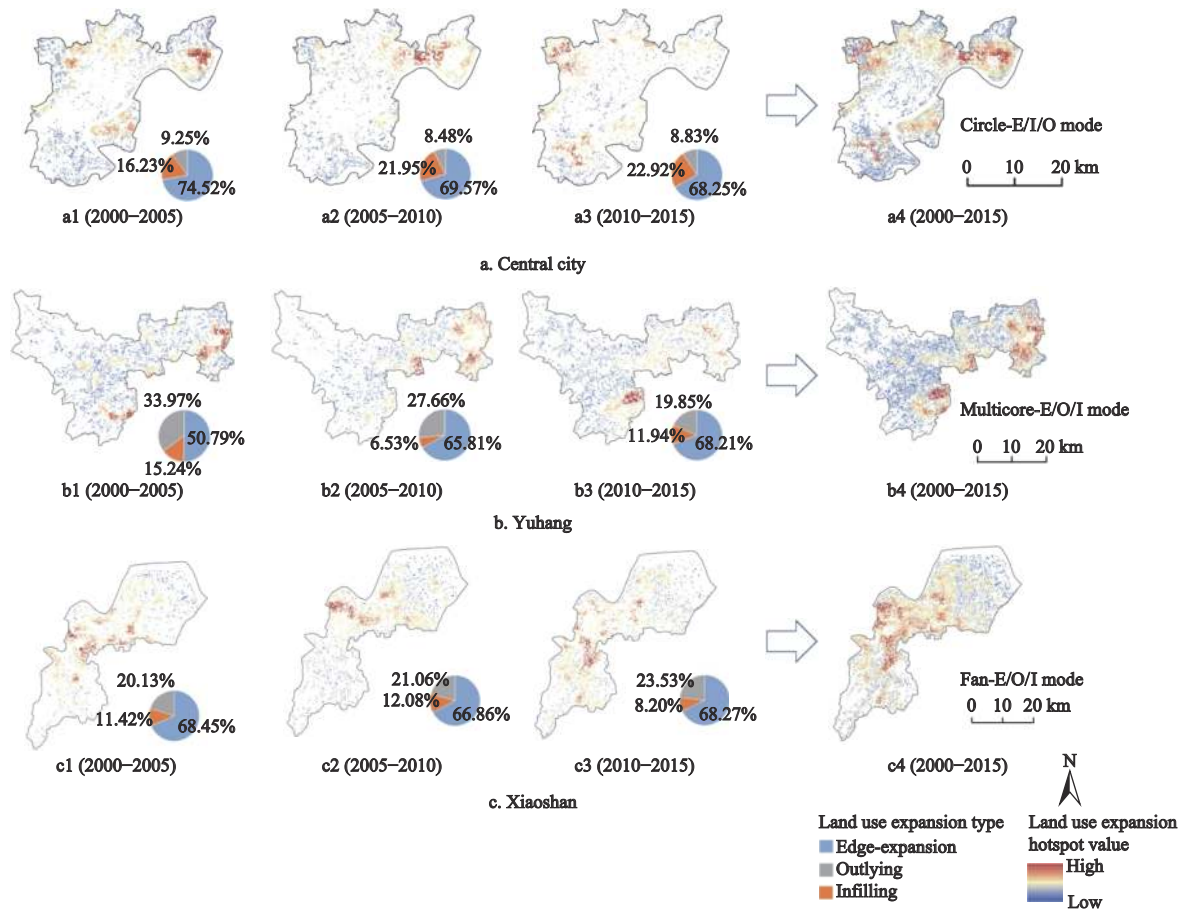 9.25%
16.23%
74.52%
a1 (2000−2005)
8.48%
21.95%
69.57%
a2 (2005−2010)
8.83%
22.92%
68.25%
a3 (2010−2015)
Circle-E/I/O mode
0 10 20 km
a4 (2000−2015)
a. Central city
33.97%
50.79%
15.24%
b1 (2000−2005)
27.66%
6.53%
65.81%
b2 (2005−2010)
19.85%
11.94%
68.21%
b3 (2010−2015)
Multicore-E/O/I mode
0 10 20 km
b4 (2000−2015)
b. Yuhang
20.13%
11.42%
68.45%
c1 (2000−2005)
21.06%
12.08%
66.86%
c2 (2005−2010)
23.53%
8.20%
68.27%
c3 (2010−2015)
Fan-E/O/I mode
0 10 20 km
c4 (2000−2015)
c. Xiaoshan
N
Land use expansion type
Edge-expansion
Outlying
Infilling
Land use expansion
hotspot value
High
Low